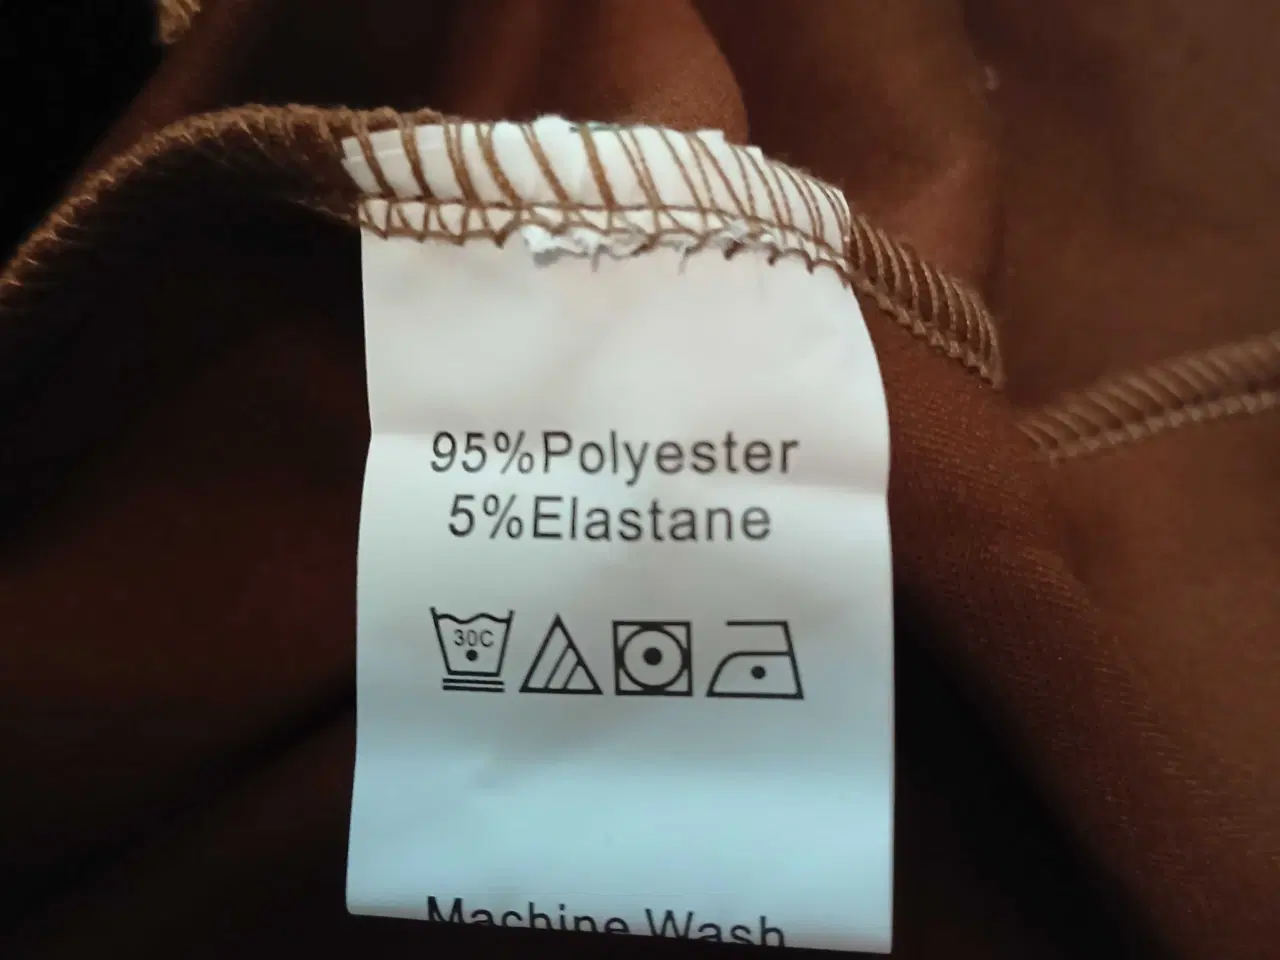 95%Polyester
5%Elastane
30C
Machine Wash